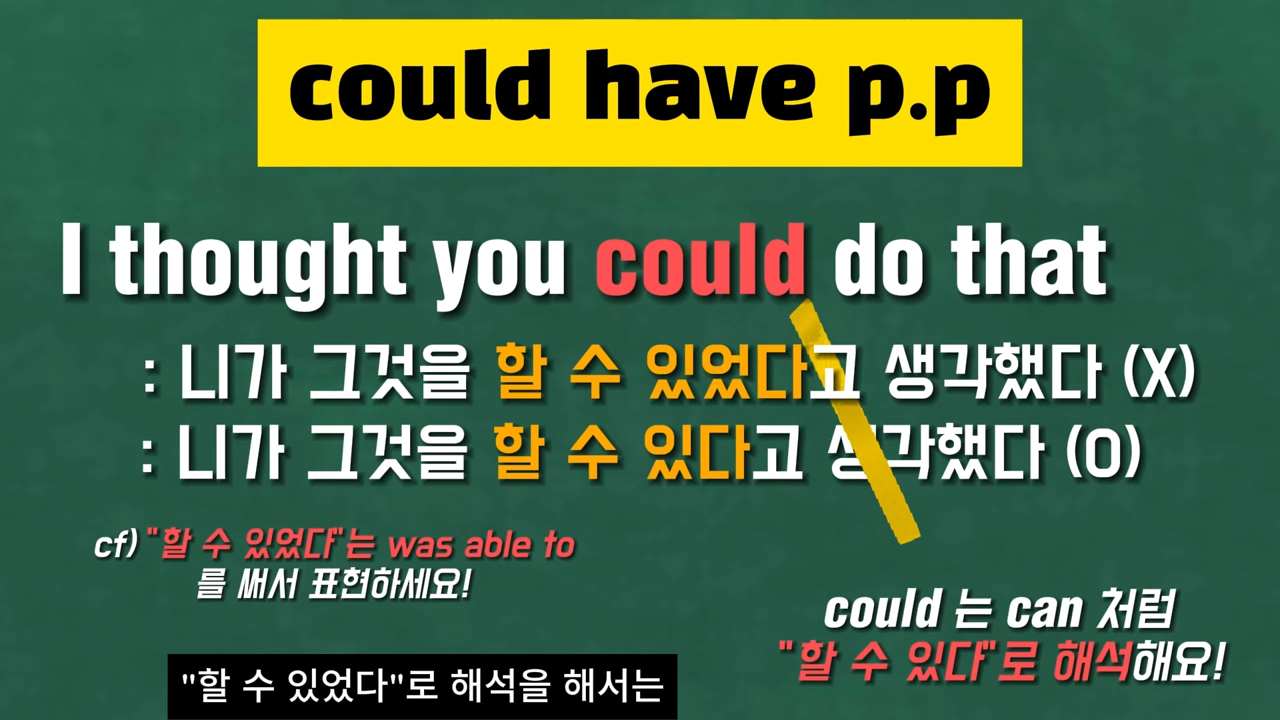 could have p.p
I thought you could do that
: 니가 그것을 할 수 있었다고 생각했다 (X)
: 니가 그것을 할 수 있다고 생각했다 (O)
cf) "할 수 있었다"는 was able to
를 써서 표현하세요!
could 는 can 처럼
"할 수 있다"로 해석해요!
"할 수 있었다"로 해석을 해서는